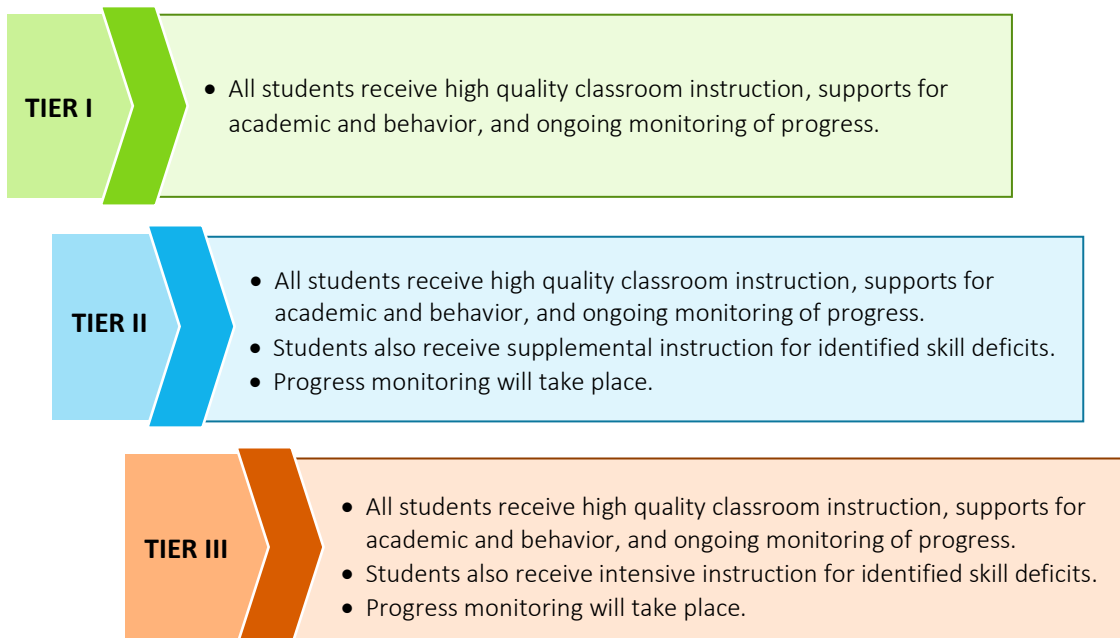 TIER I
• All students receive high quality classroom instruction, supports for
academic and behavior, and ongoing monitoring of progress.
TIER II
• All students receive high quality classroom instruction, supports for
academic and behavior, and ongoing monitoring of progress.
• Students also receive supplemental instruction for identified skill deficits.
• Progress monitoring will take place.
TIER III
• All students receive high quality classroom instruction, supports for
academic and behavior, and ongoing monitoring of progress.
• Students also receive intensive instruction for identified skill deficits.
• Progress monitoring will take place.